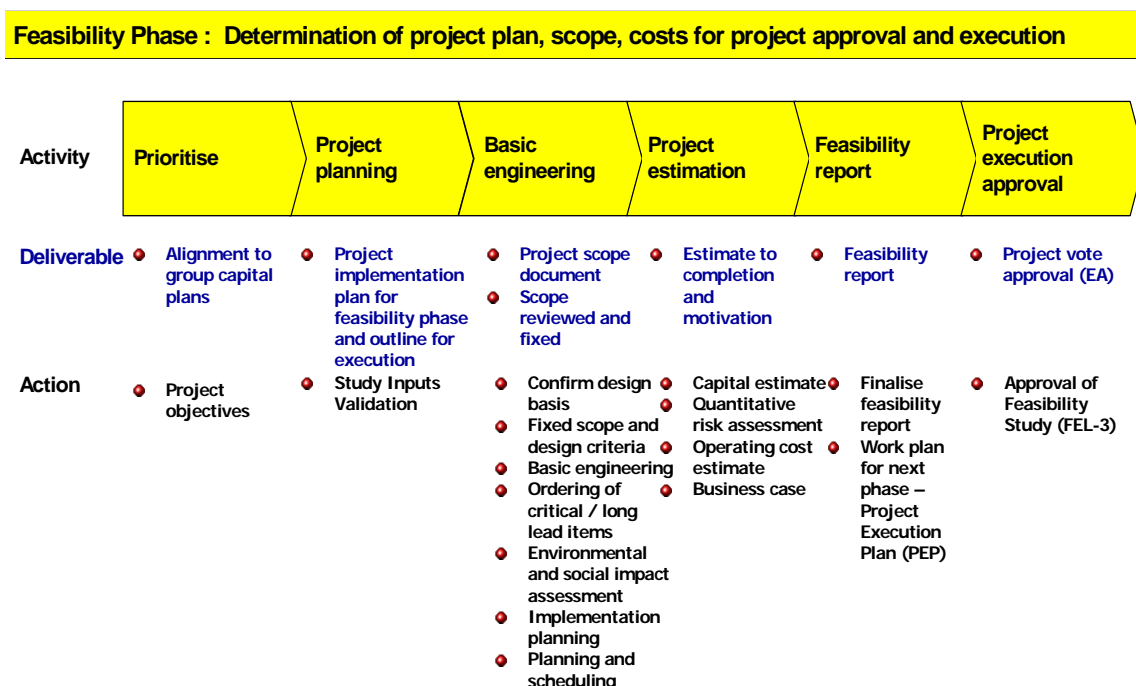 Feasibility Phase : Determination of project plan, scope, costs for project approval and execution
Activity
Prioritise
Project
planning
Basic
engineering
Project
estimation
Feasibility
report
Project
execution
approval
Deliverable
Alignment to
group capital
plans
Project
implementation
plan for
feasibility phase
and outline for
execution
Project scope
document
Scope
reviewed and
fixed
Estimate to
completion
and
motivation
Feasibility
report
Project vote
approval (EA)
Action
Project
objectives
Study Inputs
Validation
Confirm design
basis
Fixed scope and
design criteria
Basic engineering
Ordering of
critical / long
lead items
Environmental
and social impact
assessment
Implementation
planning
Planning and
scheduling
Capital estimate
Quantitative
risk assessment
Operating cost
estimate
Business case
Finalise
feasibility
report
Work plan
for next
phase –
Project
Execution
Plan (PEP)
Approval of
Feasibility
Study (FEL-3)